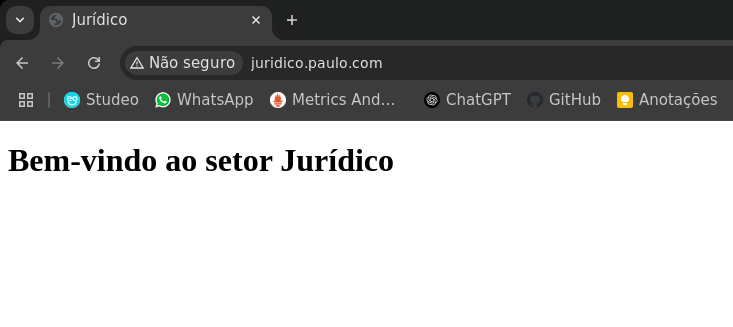 Jurídico
Não seguro juridico.paulo.com
Studeo WhatsApp Metrics And... ChatGPT GitHub Anotações
Bem-vindo ao setor Jurídico